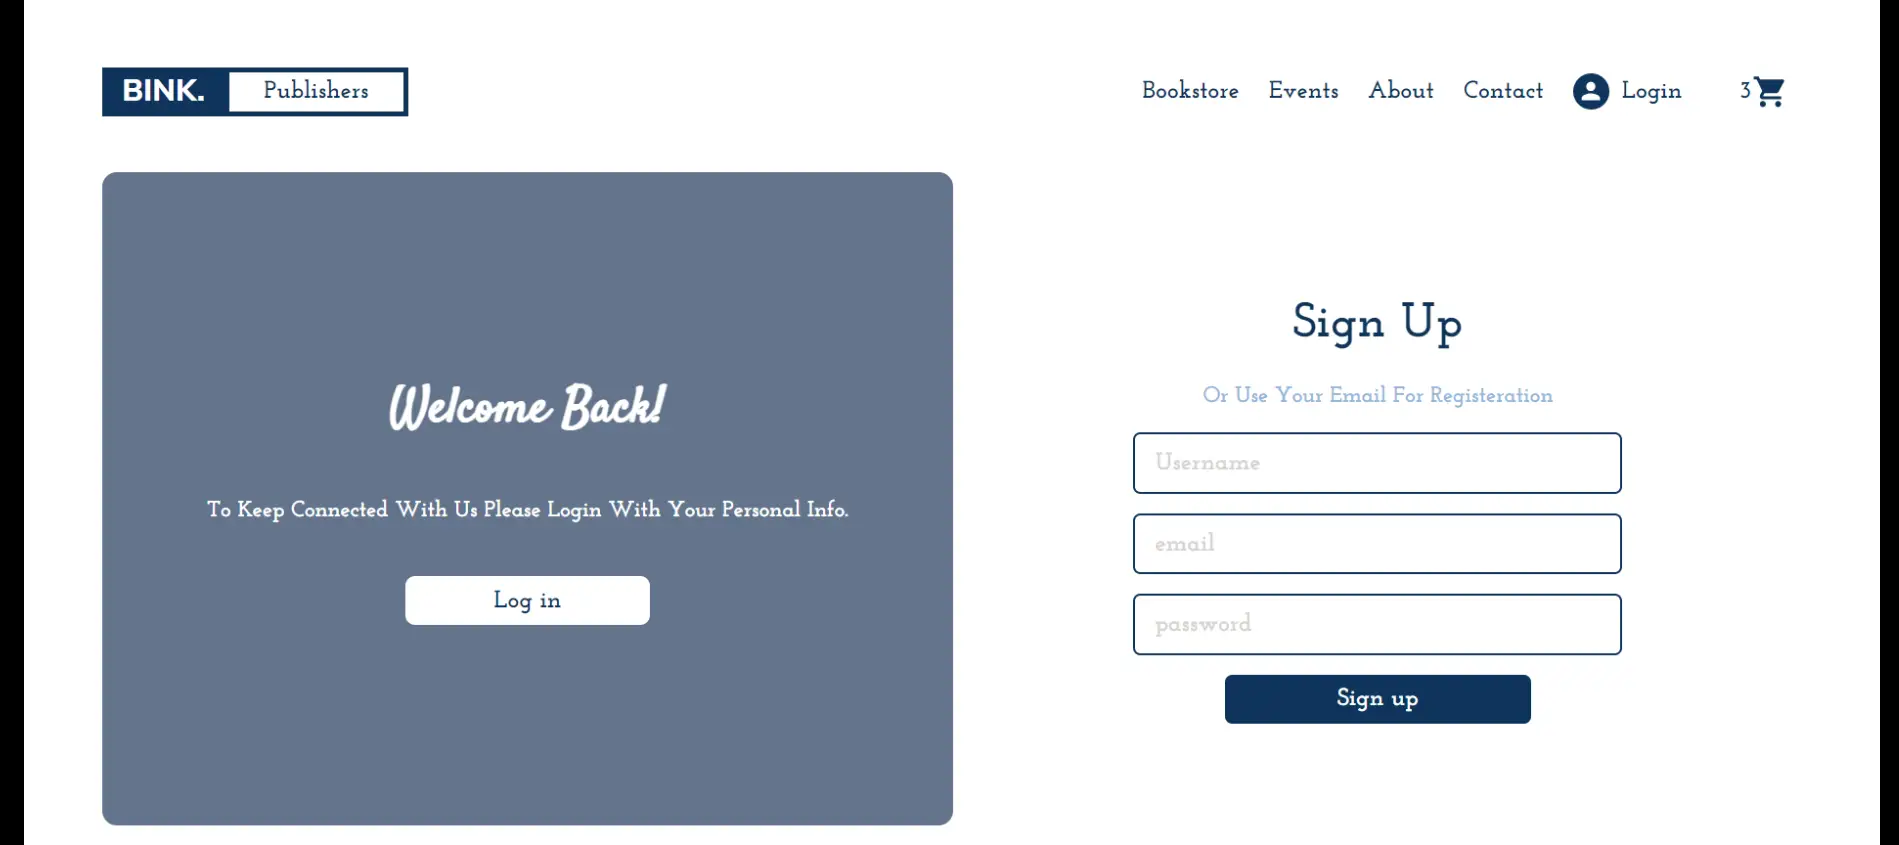 BINK. Publishers
Bookstore Events About Contact Login 3
Welcome Back!
To Keep Connected With Us Please Login With Your Personal Info.
Log in
Sign Up
Or Use Your Email For Registeration
Username
email
password
Sign up